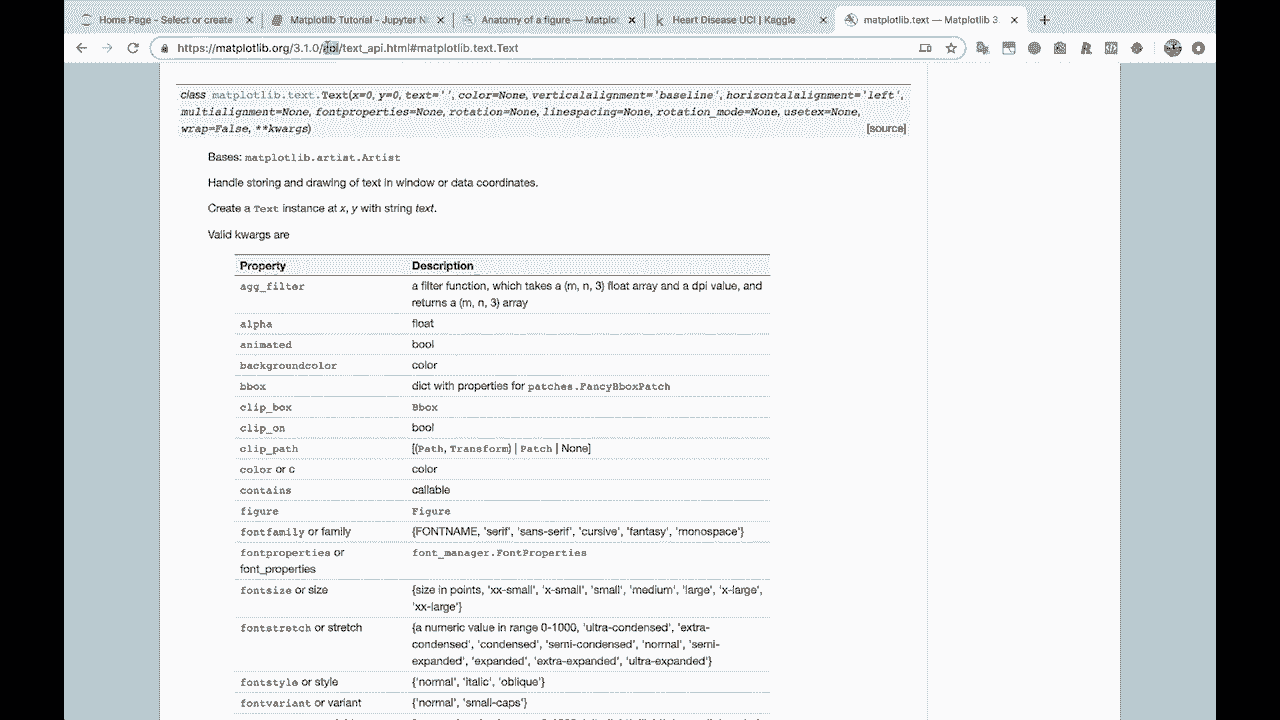 Home Page - Select or create
Matplotlib Tutorial - Jupyter N
Anatomy of a figure — Matplot
Heart Disease UCI | Kaggle
matplotlib.text — Matplotlib 3.
https://matplotlib.org/3.1.0/api/text_api.html#matplotlib.text.Text
class matplotlib.text.Text(x=0, y=0, text='', color=None, verticalalignment='baseline', horizontalalignment='left',
multialignment=None, fontproperties=None, rotation=None, linespacing=None, rotation_mode=None, usetex=None,
wrap=False, **kwargs) [source]
Bases: matplotlib.artist.Artist
Handle storing and drawing of text in window or data coordinates.
Create a Text instance at x, y with string text.
Valid kwargs are
Property Description
agg_filter a filter function, which takes a (m, n, 3) float array and a dpi value, and
returns a (m, n, 3) array
alpha float
animated bool
backgroundcolor color
bbox dict with properties for patches.FancyBboxPatch
clip_box Bbox
clip_on bool
clip_path [(Path, Transform) | Patch | None]
color or c color
contains callable
figure Figure
fontfamily or family {FONTNAME, 'serif', 'sans-serif', 'cursive', 'fantasy', 'monospace'}
fontproperties or font_manager.FontProperties
font_properties
fontsize or size {size in points, 'xx-small', 'x-small', 'small', 'medium', 'large', 'x-large',
'xx-large'}
fontstretch or stretch {a numeric value in range 0-1000, 'ultra-condensed', 'extra-
condensed', 'condensed', 'semi-condensed', 'normal', 'semi-
expanded', 'expanded', 'extra-expanded', 'ultra-expanded'}
fontstyle or style {'normal', 'italic', 'oblique'}
fontvariant or variant {'normal', 'small-caps'}